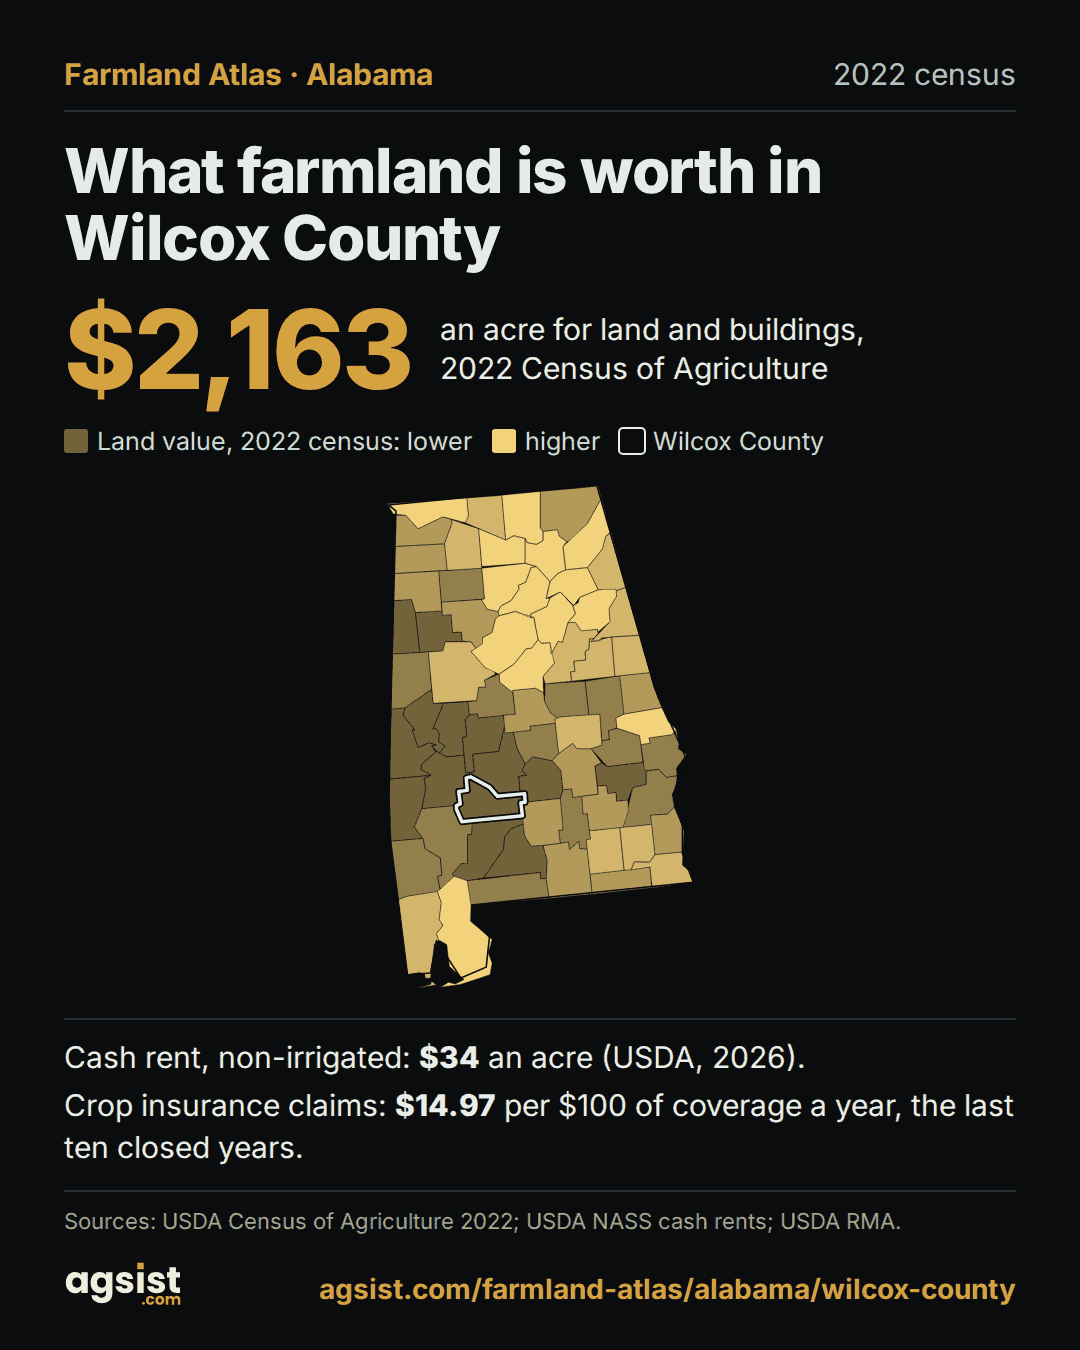 Farmland Atlas · Alabama
2022 census
What farmland is worth in
Wilcox County
$2,163
an acre for land and buildings,
2022 Census of Agriculture
Land value, 2022 census: lower
higher
Wilcox County
Cash rent, non-irrigated: $34 an acre (USDA, 2026).
Crop insurance claims: $14.97 per $100 of coverage a year, the last
ten closed years.
Sources: USDA Census of Agriculture 2022; USDA NASS cash rents; USDA RMA.
agsist
.com
agsist.com/farmland-atlas/alabama/wilcox-county